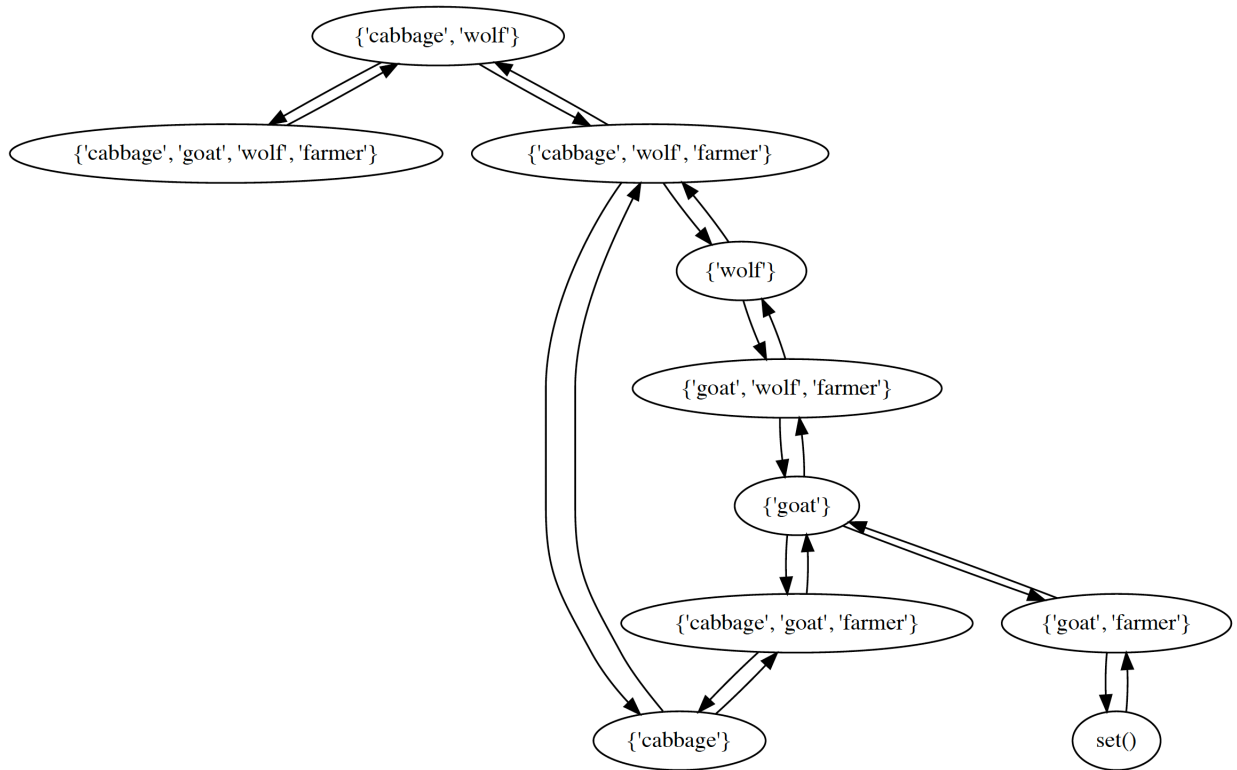 {'cabbage', 'wolf'}
{'cabbage', 'goat', 'wolf', 'farmer'}
{'cabbage', 'wolf', 'farmer'}
{'wolf'}
{'goat', 'wolf', 'farmer'}
{'goat'}
{'cabbage', 'goat', 'farmer'}
{'goat', 'farmer'}
{'cabbage'}
set()